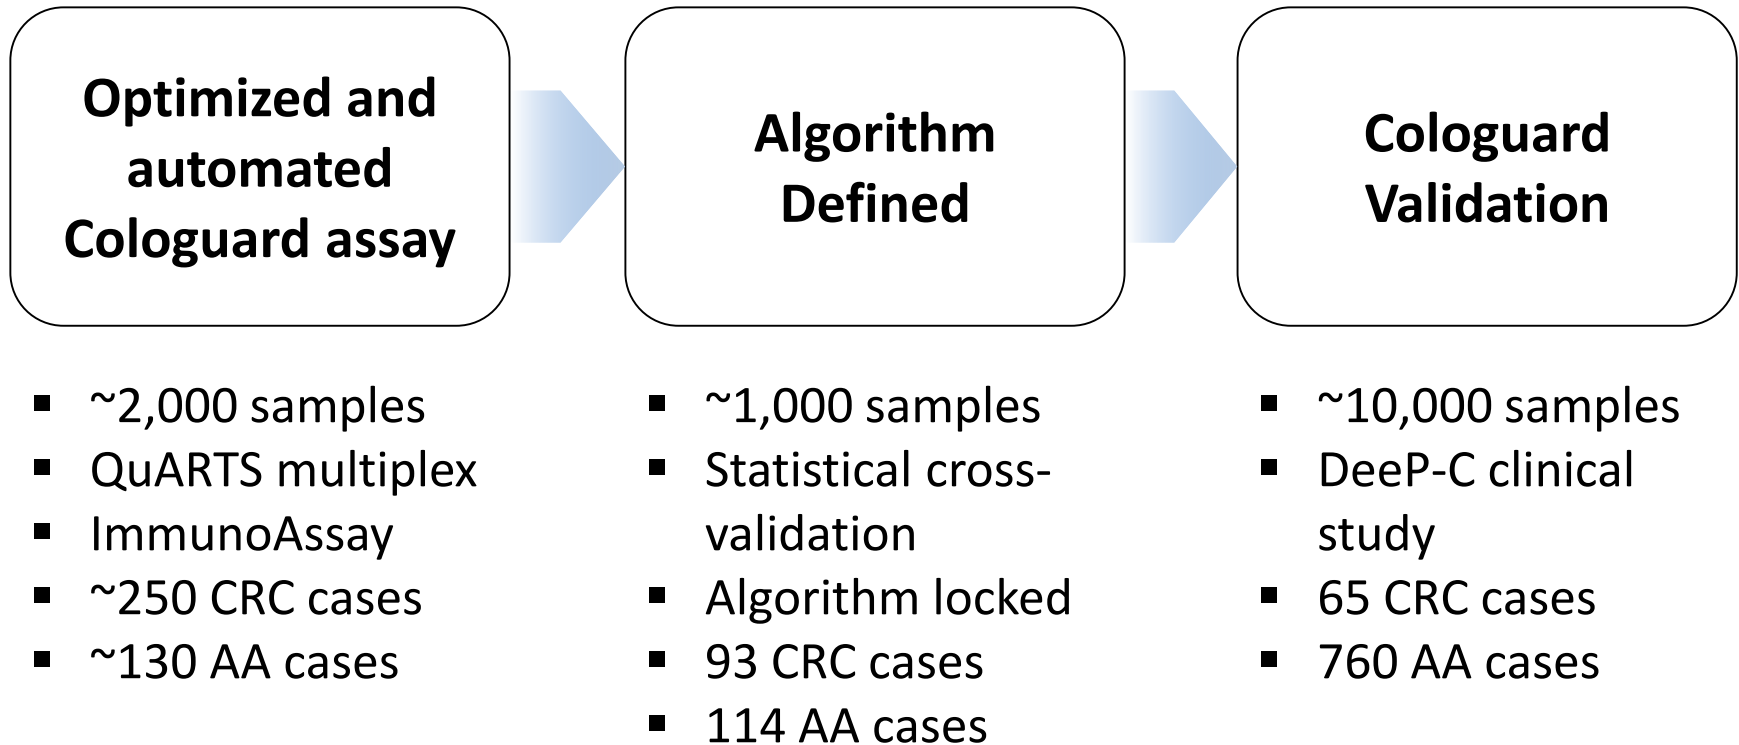 Optimized and
automated
Cologuard assay
Algorithm
Defined
Cologuard
Validation
▪ ~2,000 samples
▪ QuARTS multiplex
▪ ImmunoAssay
▪ ~250 CRC cases
▪ ~130 AA cases
▪ ~1,000 samples
▪ Statistical cross-
validation
▪ Algorithm locked
▪ 93 CRC cases
▪ 114 AA cases
▪ ~10,000 samples
▪ DeeP-C clinical
study
▪ 65 CRC cases
▪ 760 AA cases